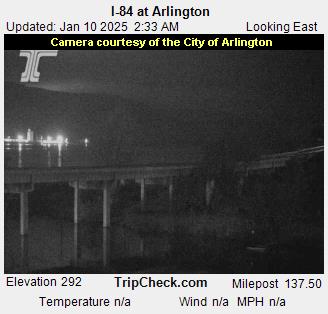 I-84 at Arlington
Updated: Jan 10 2025 2:33 AM Looking East
Camera courtesy of the City of Arlington
Elevation 292 TripCheck.com Milepost 137.50
Temperature n/a Wind n/a MPH n/a